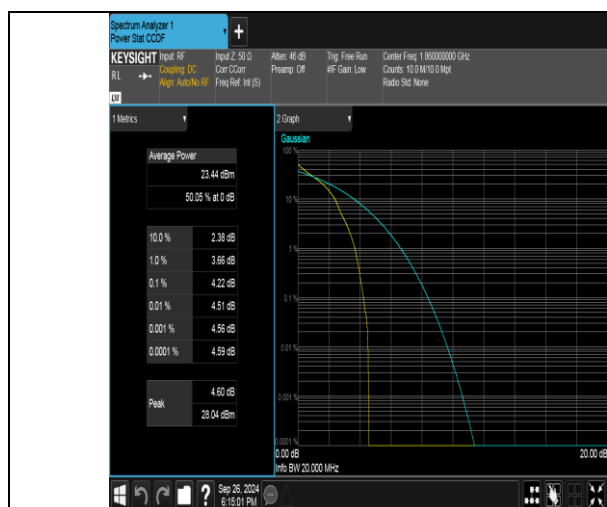 Spectrum Analyzer 1
Power Stat CCDF
+
KEYSIGHT
RL
Input: RF
Coupling: DC
Align: Auto/No RF
Input Z: 50 Ω
Corr CCorr
Freq Ref: Int (S)
Atten: 46 dB
Preamp: Off
Trig: Free Run
#IF Gain: Low
Center Freq: 1.860000000 GHz
Counts: 10.0 M/10.0 Mpt
Radio Std: None
LNI
1 Metrics
Average Power
23.44 dBm
50.05 % at 0 dB
10.0 % 2.38 dB
1.0 % 3.66 dB
0.1 % 4.22 dB
0.01 % 4.51 dB
0.001 % 4.56 dB
0.0001 % 4.59 dB
Peak
4.60 dB
28.04 dBm
2 Graph
Gaussian
100 %
10 %
1 %
0.1 %
0.01 %
0.001 %
0.0001 %
0.00 dB
20.00 dB
Info BW 20.000 MHz
?
Sep 26, 2024
6:15:01 PM